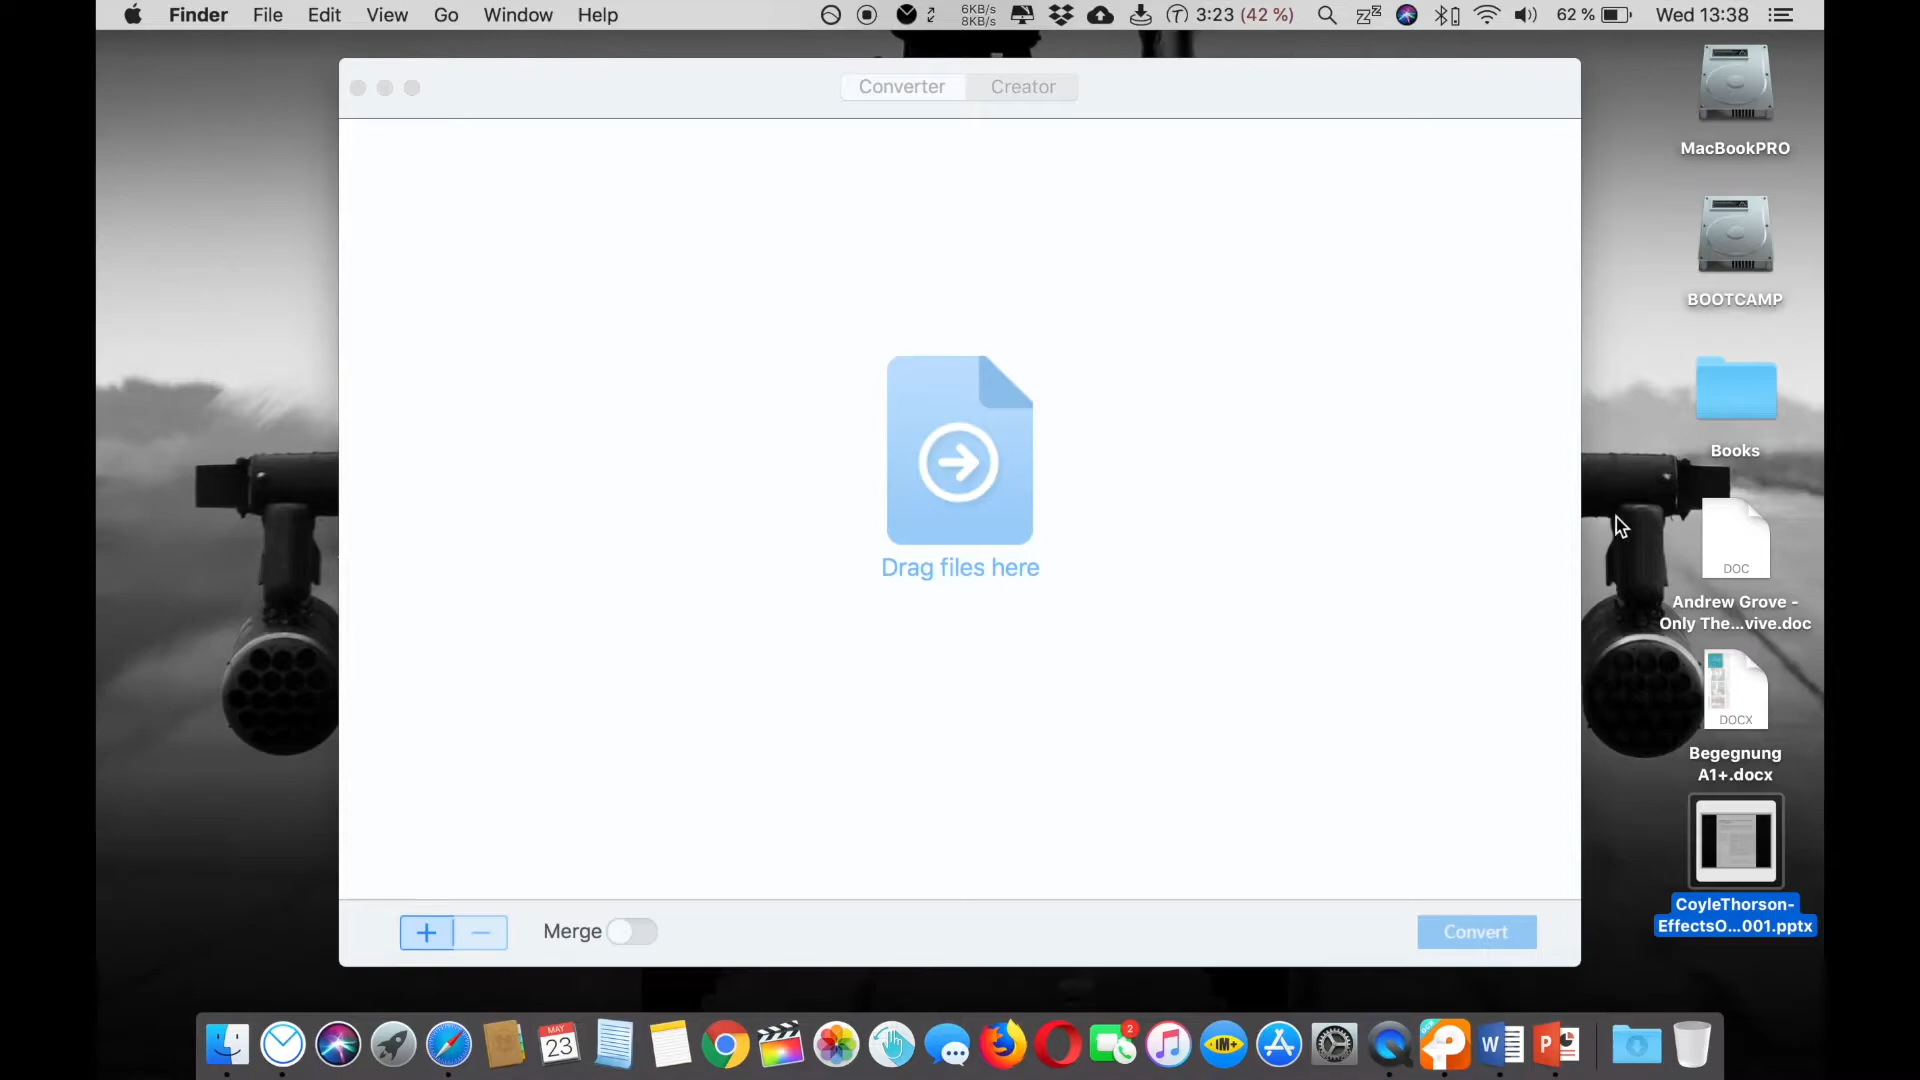 Finder File Edit View Go Window Help 6KB/s 3:23 (42 %) 62 % Wed 13:38
8KB/s
Converter Creator
MacBookPRO
BOOTCAMP
Books
Drag files here
DOC
Andrew Grove -
Only The...vive.doc
DOCX
Begegnung
A1+.docx
CoyleThorson-
EffectsO...001.pptx
+ − Merge Convert
MAY
23
2
IM+
W
P